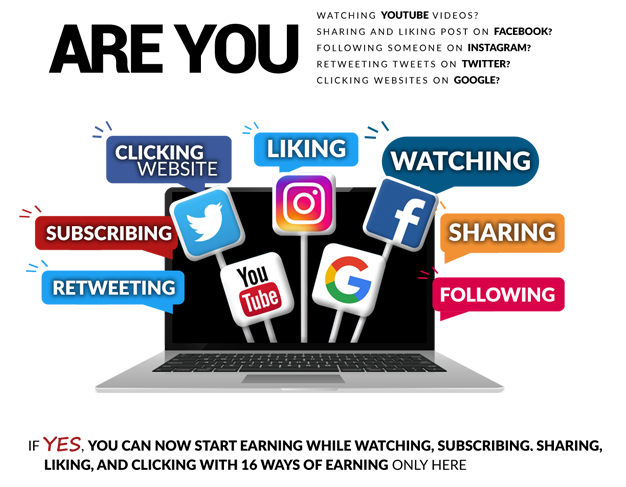 ARE YOU
WATCHING YOUTUBE VIDEOS?
SHARING AND LIKING POST ON FACEBOOK?
FOLLOWING SOMEONE ON INSTAGRAM?
RETWEETING TWEETS ON TWITTER?
CLICKING WEBSITES ON GOOGLE?
CLICKING
WEBSITE
LIKING
WATCHING
SUBSCRIBING
SHARING
RETWEETING
You
Tube
FOLLOWING
IF YES, YOU CAN NOW START EARNING WHILE WATCHING, SUBSCRIBING. SHARING,
LIKING, AND CLICKING WITH 16 WAYS OF EARNING ONLY HERE